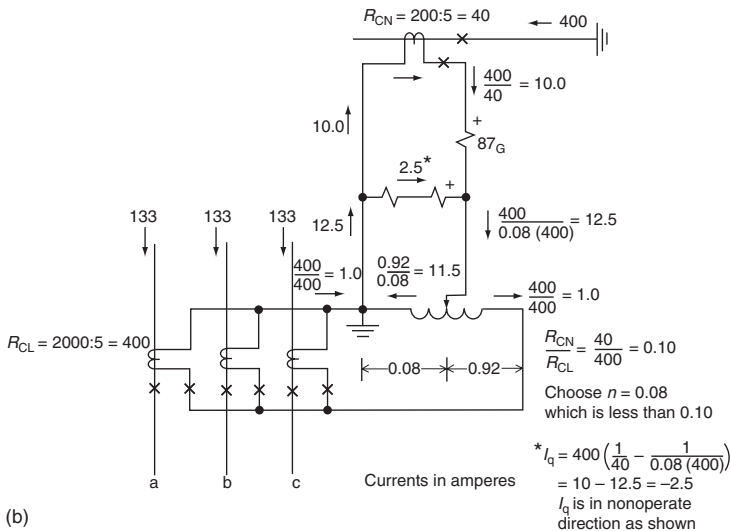 R_CN = 200:5 = 40
400
400/40 = 10.0
+
87_G
10.0
2.5*
+
133 133 133
12.5
400/0.08 (400) = 12.5
400/400 = 1.0
0.92/0.08 = 11.5
400/400 = 1.0
R_CL = 2000:5 = 400
R_CN/R_CL = 40/400 = 0.10
0.08 0.92
Choose n = 0.08
which is less than 0.10
*I_q = 400 (1/40 − 1/0.08 (400))
= 10 − 12.5 = −2.5
I_q is in nonoperate
direction as shown
a b c
Currents in amperes
(b)